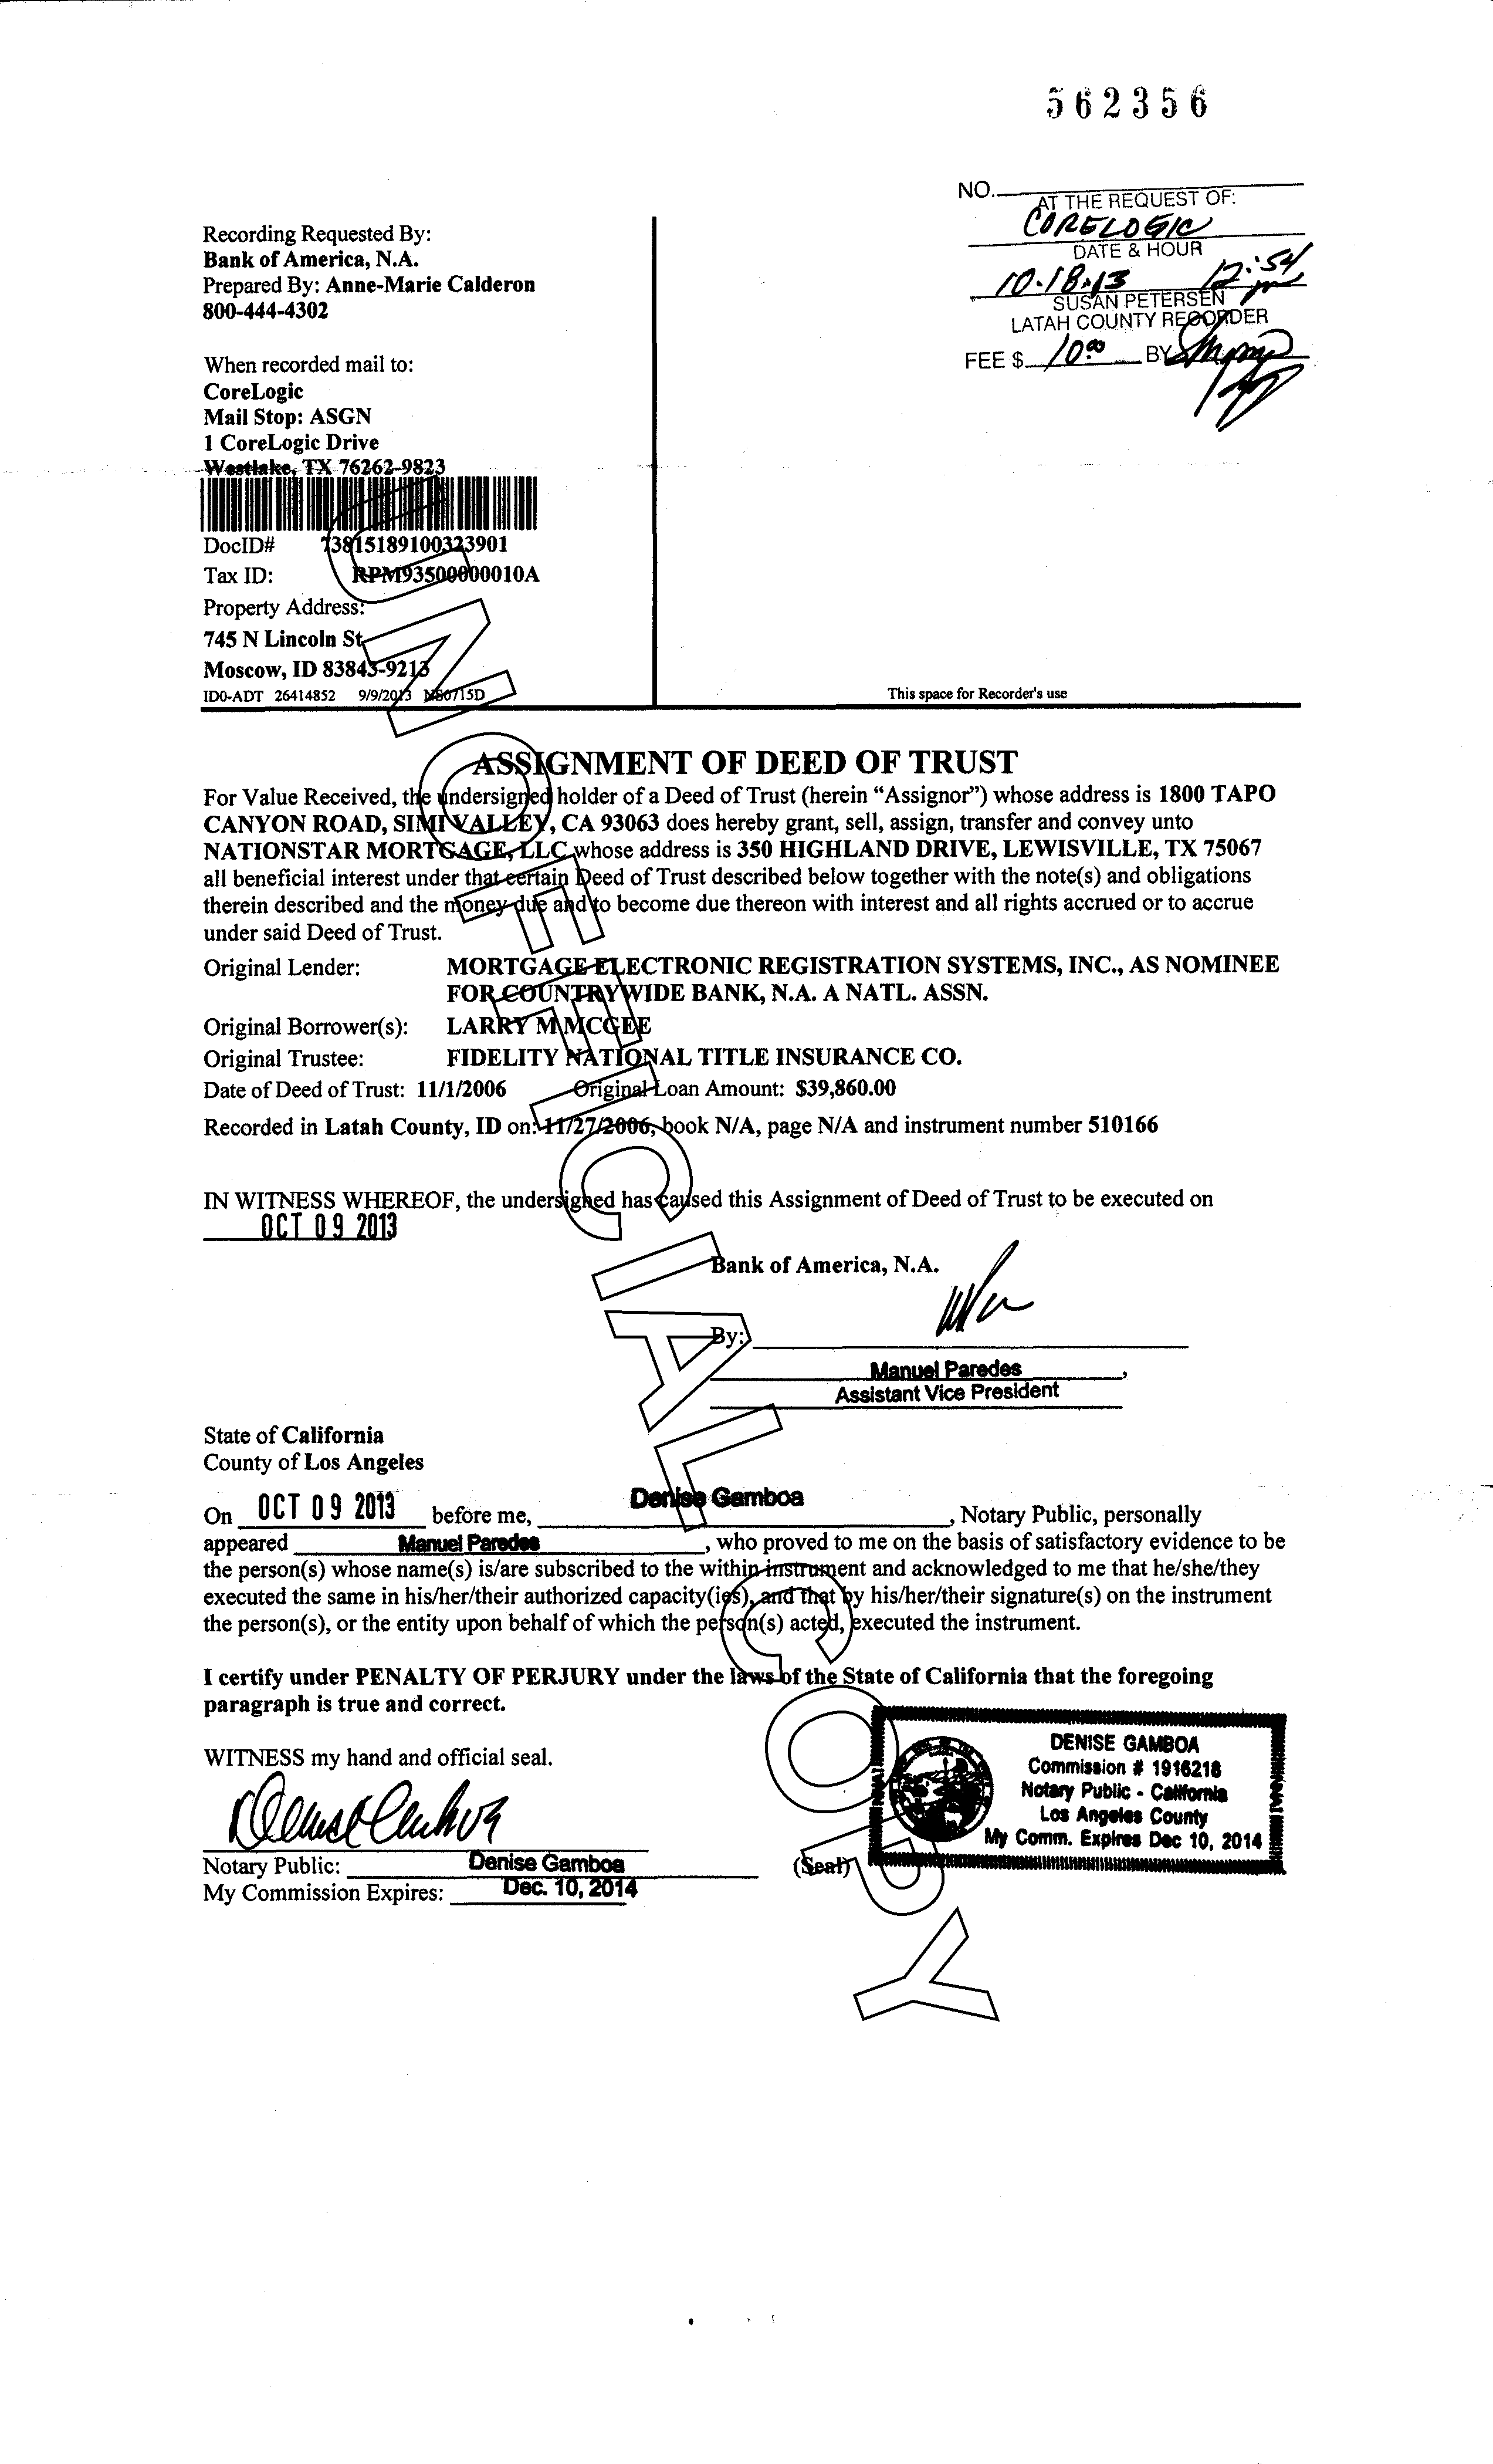 562356
NO.
AT THE REQUEST OF:
CORELOGIC
DATE & HOUR
10.18.13 12:54 pm
SUSAN PETERSEN
LATAH COUNTY RECORDER
FEE $ 10.00 BY
Recording Requested By:
Bank of America, N.A.
Prepared By: Anne-Marie Calderon
800-444-4302
When recorded mail to:
CoreLogic
Mail Stop: ASGN
1 CoreLogic Drive
Westlake, TX 76262-9823
DocID# 73815189100323901
Tax ID: RPM93500000010A
Property Address:
745 N Lincoln St
Moscow, ID 83843-9213
ID0-ADT 26414852 9/9/2013 NS0715D
This space for Recorder's use
ASSIGNMENT OF DEED OF TRUST
For Value Received, the undersigned holder of a Deed of Trust (herein “Assignor”) whose address is 1800 TAPO
CANYON ROAD, SIMI VALLEY, CA 93063 does hereby grant, sell, assign, transfer and convey unto
NATIONSTAR MORTGAGE, LLC whose address is 350 HIGHLAND DRIVE, LEWISVILLE, TX 75067
all beneficial interest under that certain Deed of Trust described below together with the note(s) and obligations
therein described and the money due and to become due thereon with interest and all rights accrued or to accrue
under said Deed of Trust.
Original Lender: MORTGAGE ELECTRONIC REGISTRATION SYSTEMS, INC., AS NOMINEE
FOR COUNTRYWIDE BANK, N.A. A NATL. ASSN.
Original Borrower(s): LARRY M MCGEE
Original Trustee: FIDELITY NATIONAL TITLE INSURANCE CO.
Date of Deed of Trust: 11/1/2006 Original Loan Amount: $39,860.00
Recorded in Latah County, ID on: 11/27/2006, book N/A, page N/A and instrument number 510166
IN WITNESS WHEREOF, the undersigned has caused this Assignment of Deed of Trust to be executed on
OCT 09 2013
Bank of America, N.A.
By:
Manuel Paredes,
Assistant Vice President
State of California
County of Los Angeles
On OCT 09 2013 before me, Denise Gamboa, Notary Public, personally
appeared Manuel Paredes, who proved to me on the basis of satisfactory evidence to be
the person(s) whose name(s) is/are subscribed to the within instrument and acknowledged to me that he/she/they
executed the same in his/her/their authorized capacity(ies), and that by his/her/their signature(s) on the instrument
the person(s), or the entity upon behalf of which the person(s) acted, executed the instrument.
I certify under PENALTY OF PERJURY under the laws of the State of California that the foregoing
paragraph is true and correct.
WITNESS my hand and official seal.
Denise Gamboa
Notary Public: Denise Gamboa (Seal)
My Commission Expires: Dec. 10, 2014
DENISE GAMBOA
Commission # 1916218
Notary Public - California
Los Angeles County
My Comm. Expires Dec 10, 2014
UNOFFICIAL COPY